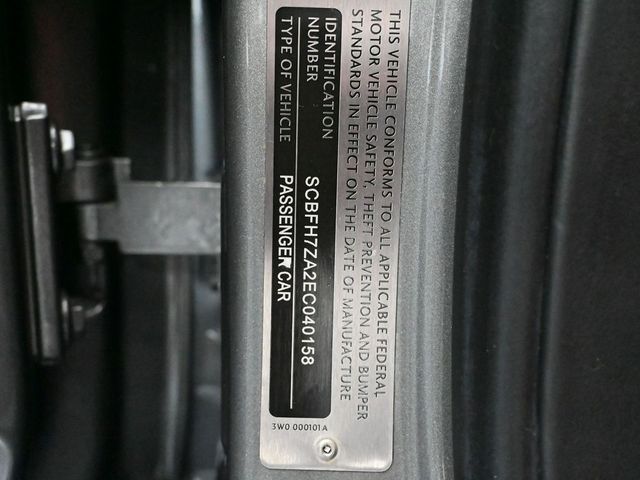 THIS VEHICLE CONFORMS TO ALL APPLICABLE FEDERAL
MOTOR VEHICLE SAFETY, THEFT PREVENTION AND BUMPER
STANDARDS IN EFFECT ON THE DATE OF MANUFACTURE
IDENTIFICATION
NUMBER SCBFH7ZA2EC040158
TYPE OF VEHICLE PASSENGER CAR
3W0 000101 A